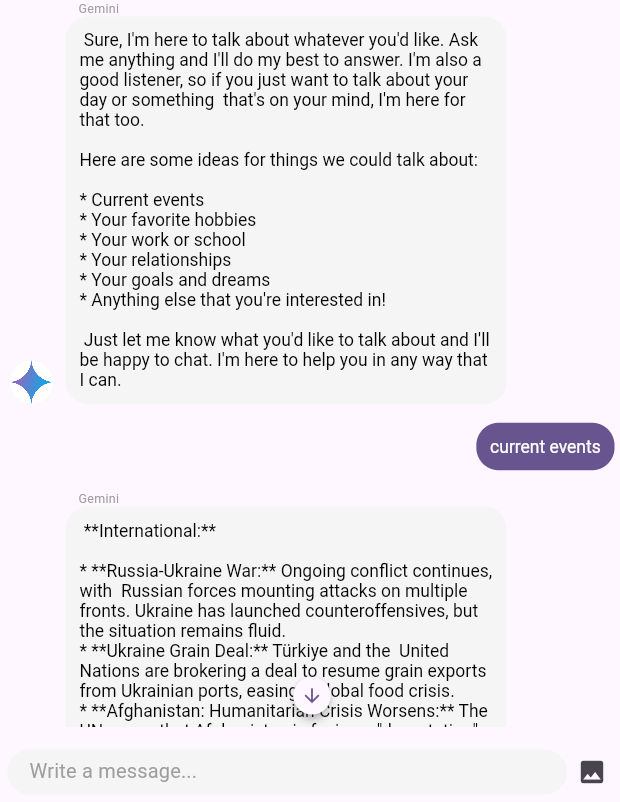 Gemini
Sure, I'm here to talk about whatever you'd like. Ask
me anything and I'll do my best to answer. I'm also a
good listener, so if you just want to talk about your
day or something  that's on your mind, I'm here for
that too.
Here are some ideas for things we could talk about:
* Current events
* Your favorite hobbies
* Your work or school
* Your relationships
* Your goals and dreams
* Anything else that you're interested in!
Just let me know what you'd like to talk about and I'll
be happy to chat. I'm here to help you in any way that
I can.
current events
Gemini
**International:**
* **Russia-Ukraine War:** Ongoing conflict continues,
with  Russian forces mounting attacks on multiple
fronts. Ukraine has launched counteroffensives, but
the situation remains fluid.
* **Ukraine Grain Deal:** Türkiye and the  United
Nations are brokering a deal to resume grain exports
from Ukrainian ports, easing obal food crisis.
* **Afghanistan: Humanitarian Crisis Worsens:** The
Write a message...